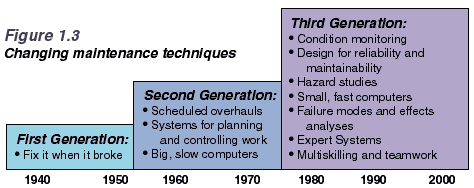 Figure 1.3
Changing maintenance techniques
First Generation:
• Fix it when it broke
Second Generation:
• Scheduled overhauls
• Systems for planning
and controlling work
• Big, slow computers
Third Generation:
• Condition monitoring
• Design for reliability and
maintainability
• Hazard studies
• Small, fast computers
• Failure modes and effects
analyses
• Expert Systems
• Multiskilling and teamwork
1940 1950 1960 1970 1980 1990 2000